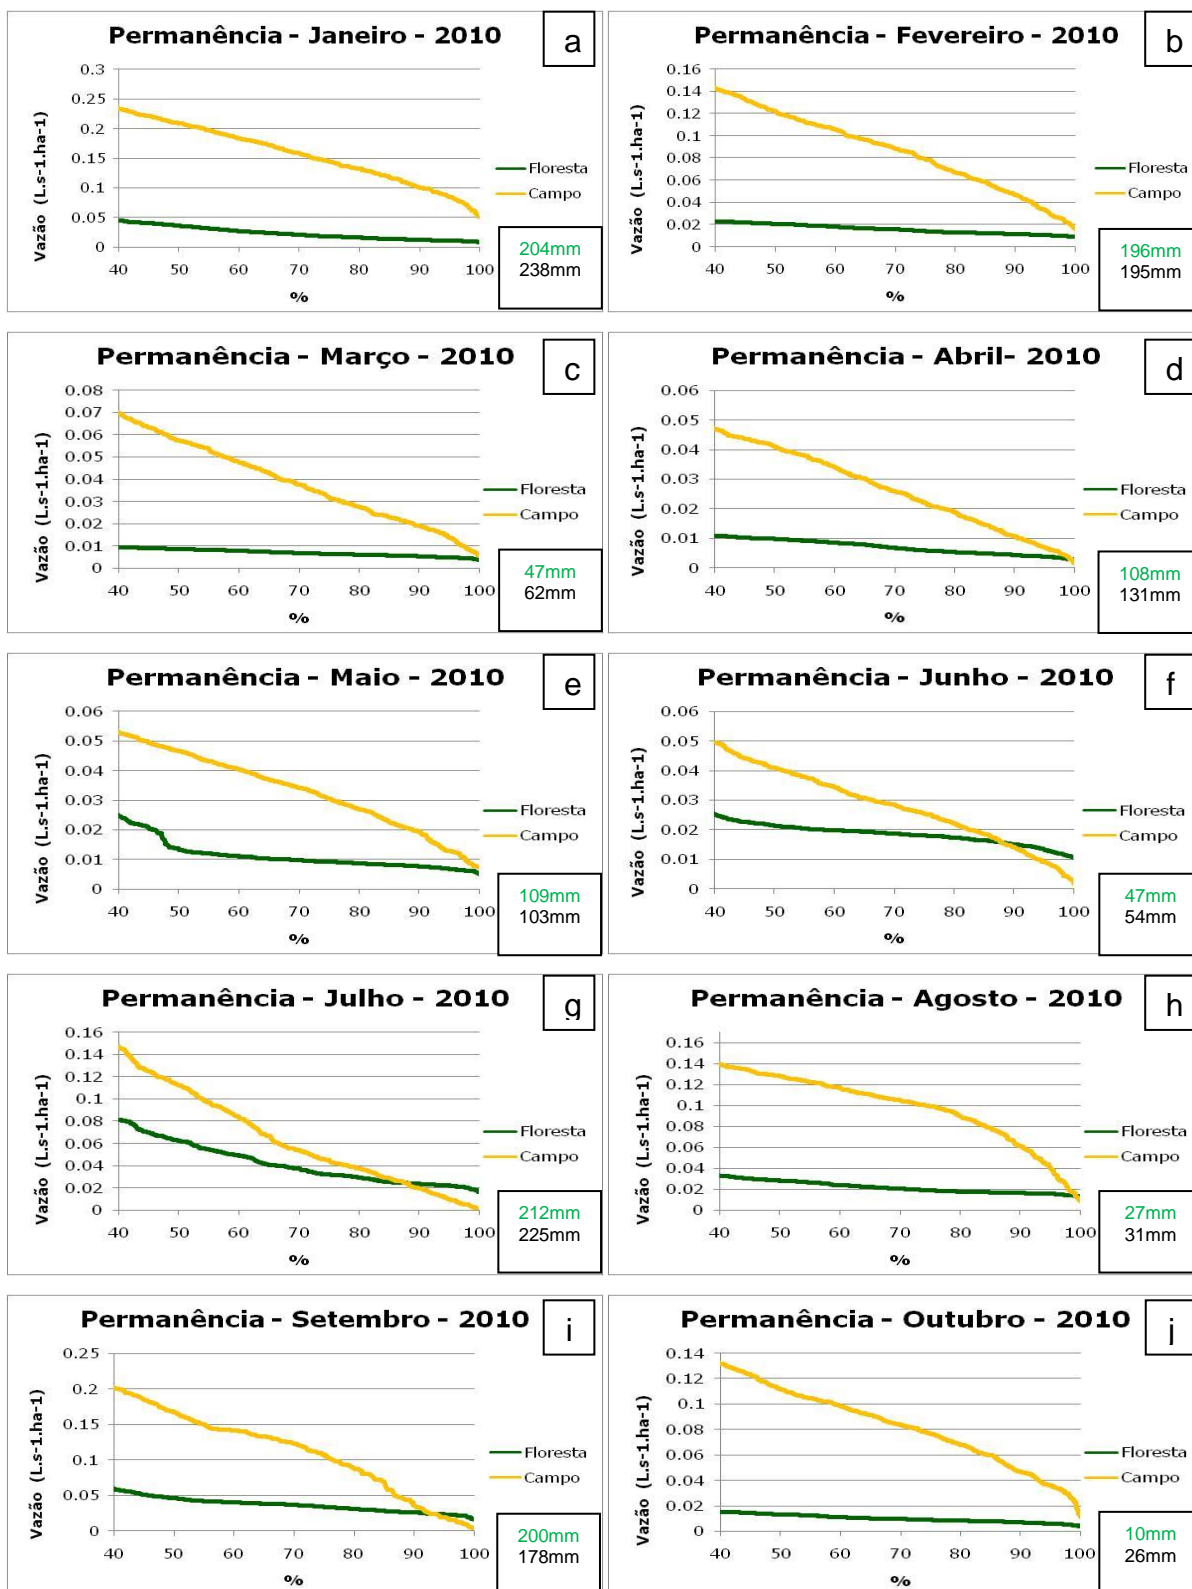 Permanência - Janeiro - 2010
a
Vazão (L.s-1.ha-1)
0.3
0.25
0.2
0.15
0.1
0.05
0
40 50 60 70 80 90 100
%
Floresta
Campo
204mm
238mm
Permanência - Fevereiro - 2010
b
Vazão (L.s-1.ha-1)
0.16
0.14
0.12
0.1
0.08
0.06
0.04
0.02
0
40 50 60 70 80 90 100
%
Floresta
Campo
196mm
195mm
Permanência - Março - 2010
c
Vazão (L.s-1.ha-1)
0.08
0.07
0.06
0.05
0.04
0.03
0.02
0.01
0
40 50 60 70 80 90 100
%
Floresta
Campo
47mm
62mm
Permanência - Abril- 2010
d
Vazão (L.s-1.ha-1)
0.06
0.05
0.04
0.03
0.02
0.01
0
40 50 60 70 80 90 100
%
Floresta
Campo
108mm
131mm
Permanência - Maio - 2010
e
Vazão (L.s-1.ha-1)
0.06
0.05
0.04
0.03
0.02
0.01
0
40 50 60 70 80 90 100
%
Floresta
Campo
109mm
103mm
Permanência - Junho - 2010
f
Vazão (L.s-1.ha-1)
0.06
0.05
0.04
0.03
0.02
0.01
0
40 50 60 70 80 90 100
%
Floresta
Campo
47mm
54mm
Permanência - Julho - 2010
g
Vazão (L.s-1.ha-1)
0.16
0.14
0.12
0.1
0.08
0.06
0.04
0.02
0
40 50 60 70 80 90 100
%
Floresta
Campo
212mm
225mm
Permanência - Agosto - 2010
h
Vazão (L.s-1.ha-1)
0.16
0.14
0.12
0.1
0.08
0.06
0.04
0.02
0
40 50 60 70 80 90 100
%
Floresta
Campo
27mm
31mm
Permanência - Setembro - 2010
i
Vazão (L.s-1.ha-1)
0.25
0.2
0.15
0.1
0.05
0
40 50 60 70 80 90 100
%
Floresta
Campo
200mm
178mm
Permanência - Outubro - 2010
j
Vazão (L.s-1.ha-1)
0.14
0.12
0.1
0.08
0.06
0.04
0.02
0
40 50 60 70 80 90 100
%
Floresta
Campo
10mm
26mm